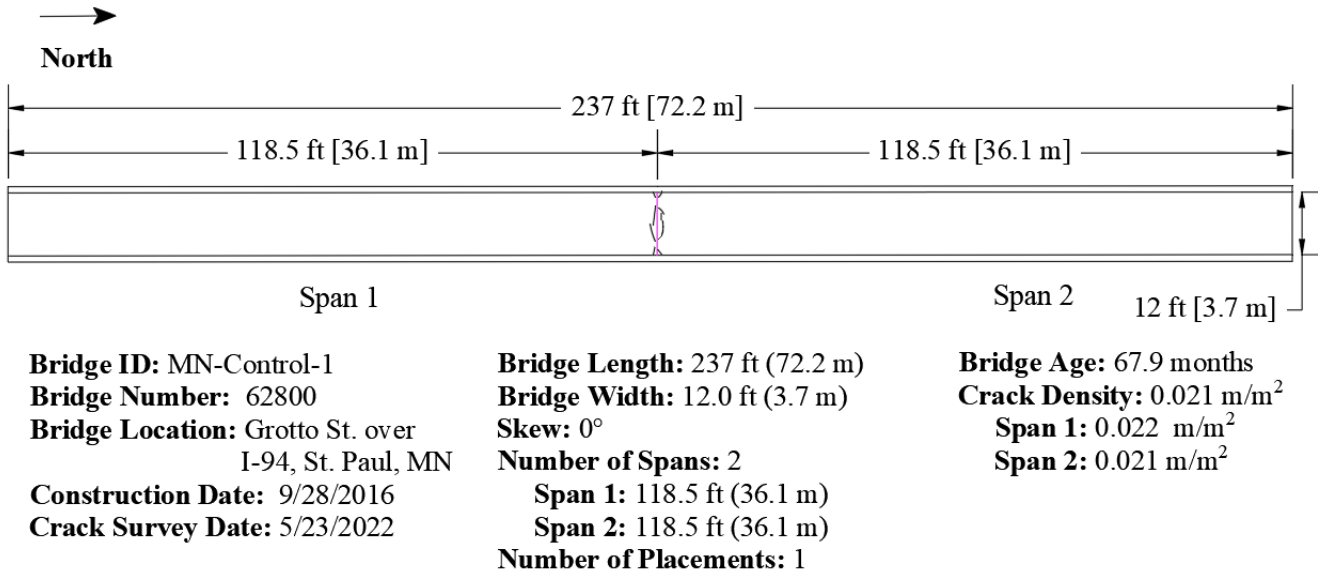 North
237 ft [72.2 m]
118.5 ft [36.1 m]
118.5 ft [36.1 m]
Span 1
Span 2
12 ft [3.7 m]
Bridge ID: MN-Control-1
Bridge Number: 62800
Bridge Location: Grotto St. over
I-94, St. Paul, MN
Construction Date: 9/28/2016
Crack Survey Date: 5/23/2022
Bridge Length: 237 ft (72.2 m)
Bridge Width: 12.0 ft (3.7 m)
Skew: 0°
Number of Spans: 2
Span 1: 118.5 ft (36.1 m)
Span 2: 118.5 ft (36.1 m)
Number of Placements: 1
Bridge Age: 67.9 months
Crack Density: 0.021 m/m²
Span 1: 0.022 m/m²
Span 2: 0.021 m/m²